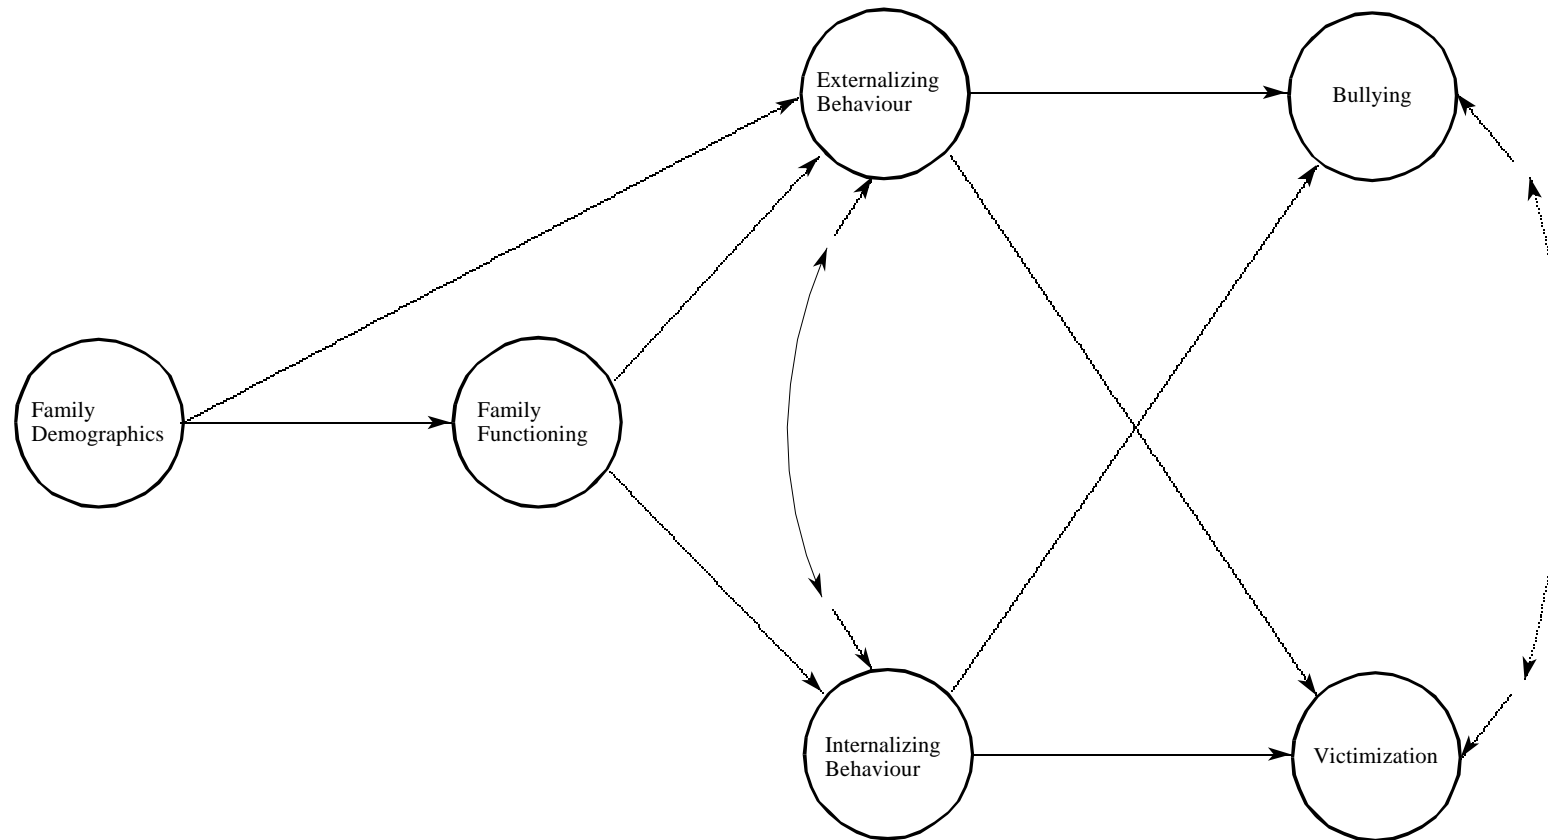 Externalizing
Behaviour
Bullying
Family
Demographics
Family
Functioning
Internalizing
Behaviour
Victimization